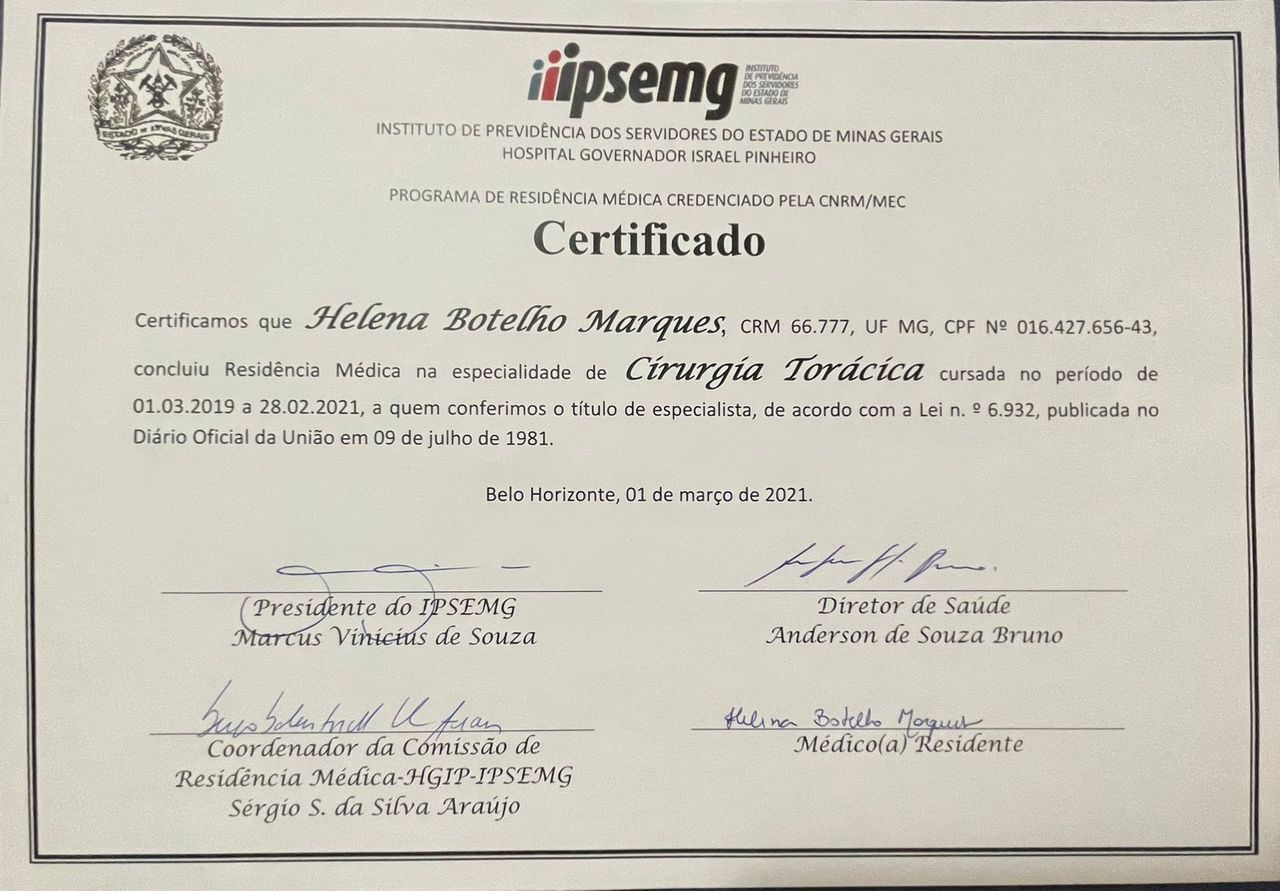 ESTADO DE MINAS GERAIS
ipsemg
INSTITUTO
DE PREVIDÊNCIA
DOS SERVIDORES
DO ESTADO DE
MINAS GERAIS
INSTITUTO DE PREVIDÊNCIA DOS SERVIDORES DO ESTADO DE MINAS GERAIS
HOSPITAL GOVERNADOR ISRAEL PINHEIRO
PROGRAMA DE RESIDÊNCIA MÉDICA CREDENCIADO PELA CNRM/MEC
Certificado
Certificamos que Helena Botelho Marques, CRM 66.777, UF MG, CPF Nº 016.427.656-43,
concluiu Residência Médica na especialidade de Cirurgia Torácica cursada no período de
01.03.2019 a 28.02.2021, a quem conferimos o título de especialista, de acordo com a Lei n. º 6.932, publicada no
Diário Oficial da União em 09 de julho de 1981.
Belo Horizonte, 01 de março de 2021.
Presidente do IPSEMG
Marcus Vinícius de Souza
Diretor de Saúde
Anderson de Souza Bruno
Coordenador da Comissão de
Residência Médica-HGIP-IPSEMG
Sérgio S. da Silva Araújo
Helena Botelho Marques
Médico(a) Residente